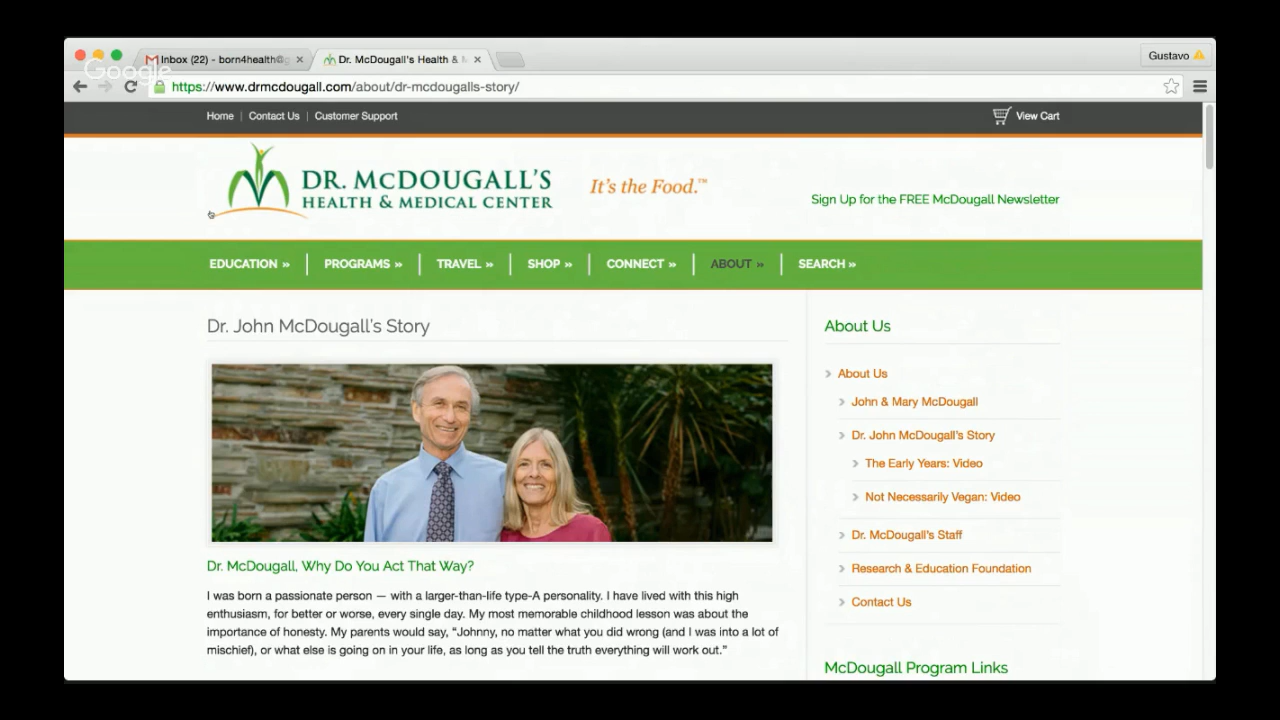 Inbox (22) - born4health@g
Dr. McDougall's Health & M
Gustavo
Google
https://www.drmcdougall.com/about/dr-mcdougalls-story/
Home | Contact Us | Customer Support
View Cart
DR. MCDOUGALL'S
HEALTH & MEDICAL CENTER
It's the Food.™
Sign Up for the FREE McDougall Newsletter
EDUCATION » PROGRAMS » TRAVEL » SHOP » CONNECT » ABOUT » SEARCH »
Dr. John McDougall's Story
Dr. McDougall, Why Do You Act That Way?
I was born a passionate person — with a larger-than-life type-A personality. I have lived with this high
enthusiasm, for better or worse, every single day. My most memorable childhood lesson was about the
importance of honesty. My parents would say, “Johnny, no matter what you did wrong (and I was into a lot of
mischief), or what else is going on in your life, as long as you tell the truth everything will work out.”
About Us
About Us
John & Mary McDougall
Dr. John McDougall's Story
The Early Years: Video
Not Necessarily Vegan: Video
Dr. McDougall's Staff
Research & Education Foundation
Contact Us
McDougall Program Links